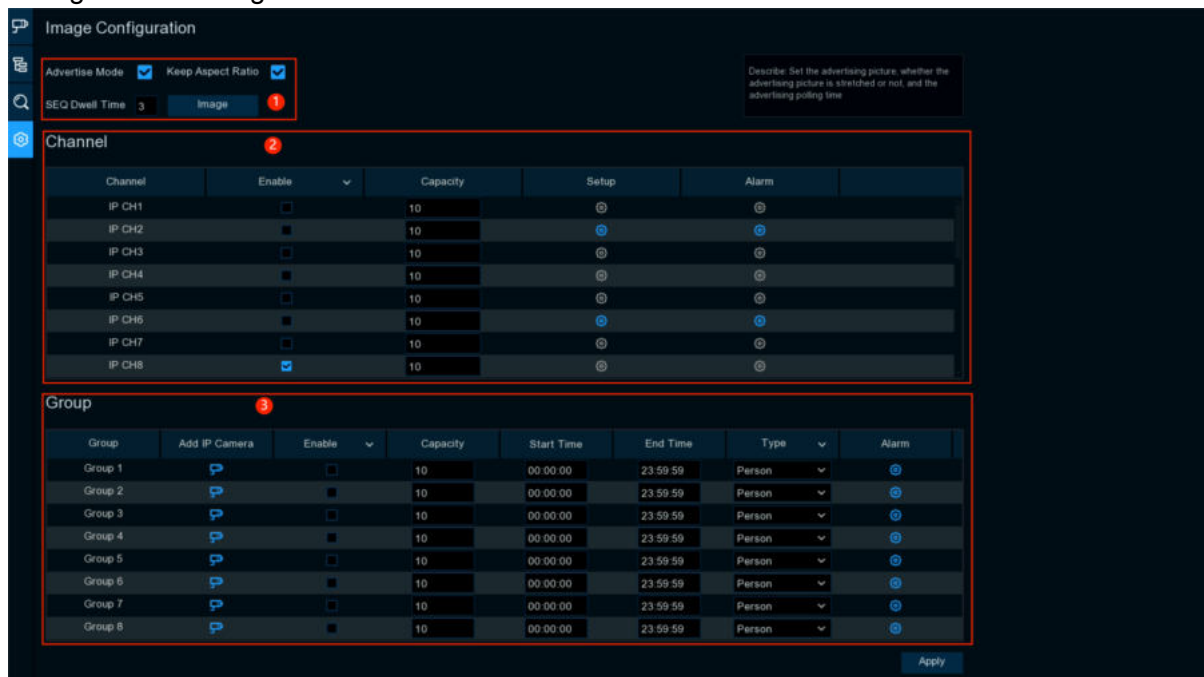 Image Configuration
Advertise Mode Keep Aspect Ratio
SEQ Dwell Time 3 Image 1
Describe: Set the advertising picture, whether the
advertising picture is stretched or not, and the
advertising polling time
Channel 2
Channel Enable Capacity Setup Alarm
IP CH1 10
IP CH2 10
IP CH3 10
IP CH4 10
IP CH5 10
IP CH6 10
IP CH7 10
IP CH8 10
Group 3
Group Add IP Camera Enable Capacity Start Time End Time Type Alarm
Group 1 10 00:00:00 23:59:59 Person
Group 2 10 00:00:00 23:59:59 Person
Group 3 10 00:00:00 23:59:59 Person
Group 4 10 00:00:00 23:59:59 Person
Group 5 10 00:00:00 23:59:59 Person
Group 6 10 00:00:00 23:59:59 Person
Group 7 10 00:00:00 23:59:59 Person
Group 8 10 00:00:00 23:59:59 Person
Apply